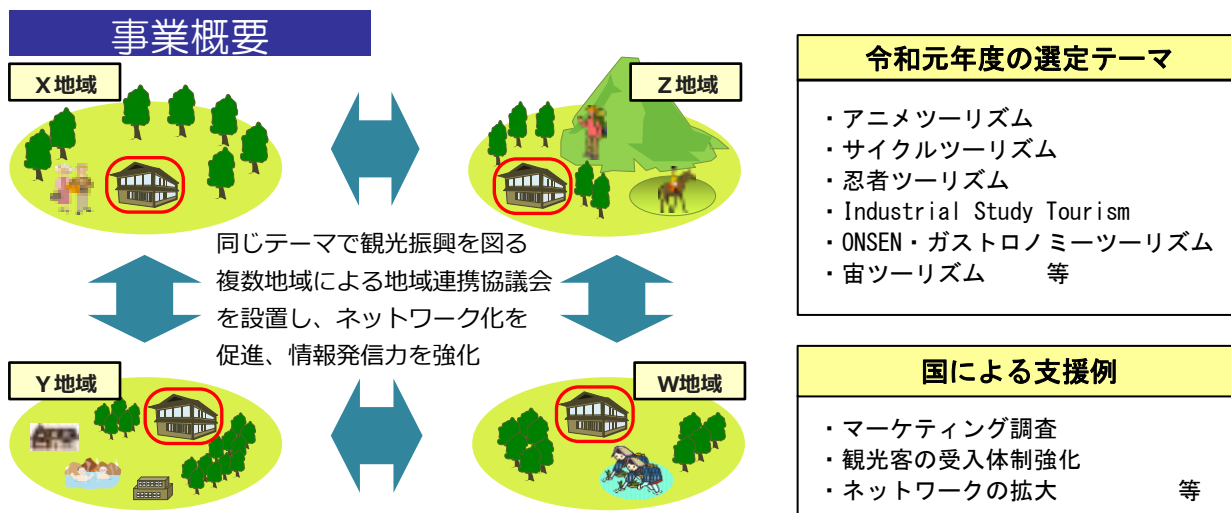 事業概要
X地域
Z地域
同じテーマで観光振興を図る
複数地域による地域連携協議会
を設置し、ネットワーク化を
促進、情報発信力を強化
Y地域
W地域
令和元年度の選定テーマ
・アニメツーリズム
・サイクルツーリズム
・忍者ツーリズム
・Industrial Study Tourism
・ONSEN・ガストロノミーツーリズム
・宙ツーリズム　　等
国による支援例
・マーケティング調査
・観光客の受入体制強化
・ネットワークの拡大　　　　　等